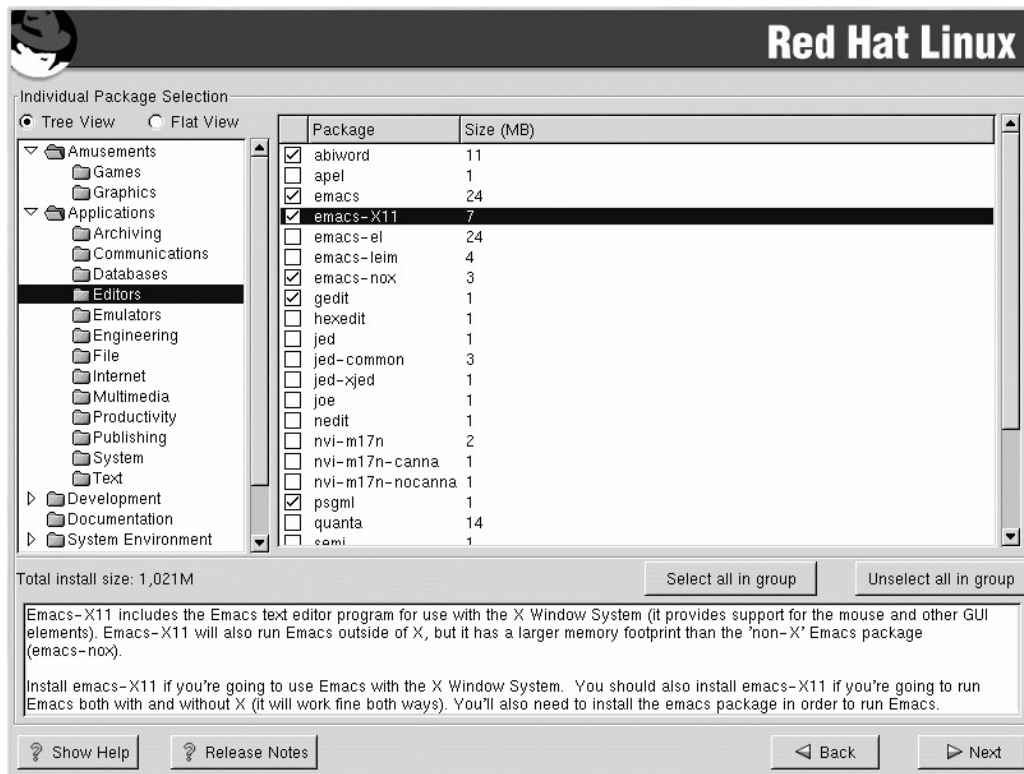 Red Hat Linux
Individual Package Selection
Tree View Flat View
Amusements
Games
Graphics
Applications
Archiving
Communications
Databases
Editors
Emulators
Engineering
File
Internet
Multimedia
Productivity
Publishing
System
Text
Development
Documentation
System Environment
Package Size (MB)
abiword 11
apel 1
emacs 24
emacs-X11 7
emacs-el 24
emacs-leim 4
emacs-nox 3
gedit 1
hexedit 1
jed 1
jed-common 3
jed-xjed 1
joe 1
nedit 1
nvi-m17n 2
nvi-m17n-canna 1
nvi-m17n-nocanna 1
psgml 1
quanta 14
semi 1
Total install size: 1,021M
Select all in group Unselect all in group
Emacs-X11 includes the Emacs text editor program for use with the X Window System (it provides support for the mouse and other GUI
elements). Emacs-X11 will also run Emacs outside of X, but it has a larger memory footprint than the 'non-X' Emacs package
(emacs-nox).
Install emacs-X11 if you're going to use Emacs with the X Window System. You should also install emacs-X11 if you're going to run
Emacs both with and without X (it will work fine both ways). You'll also need to install the emacs package in order to run Emacs.
? Show Help ? Release Notes Back Next